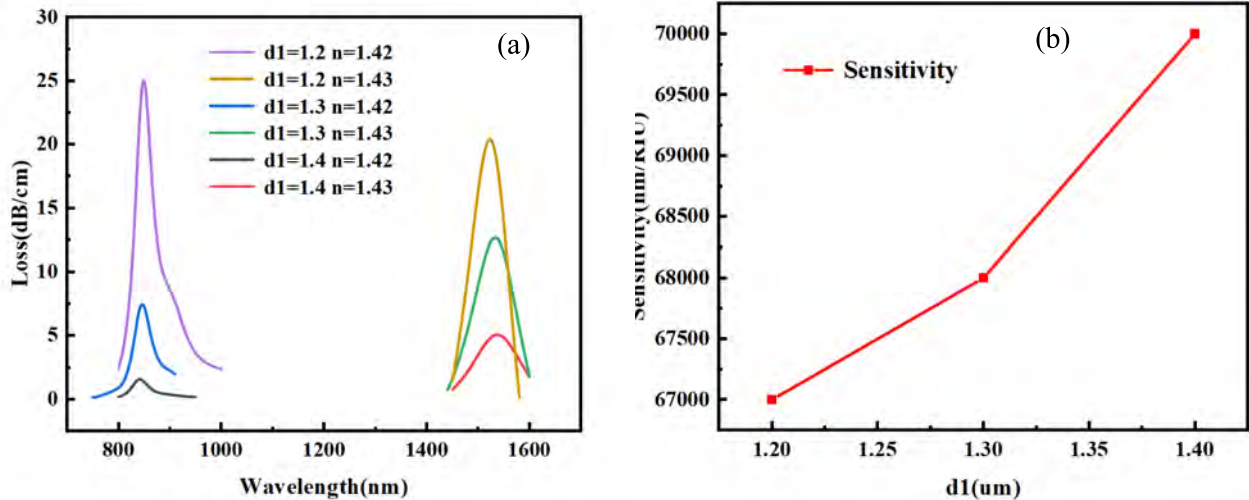 30
25
20
15
10
5
0
Loss(dB/cm)
(a)
d1=1.2 n=1.42
d1=1.2 n=1.43
d1=1.3 n=1.42
d1=1.3 n=1.43
d1=1.4 n=1.42
d1=1.4 n=1.43
800 1000 1200 1400 1600
Wavelength(nm)
70000
69500
69000
68500
68000
67500
67000
Sensitivity(nm/RIU)
(b)
Sensitivity
1.20 1.25 1.30 1.35 1.40
d1(um)